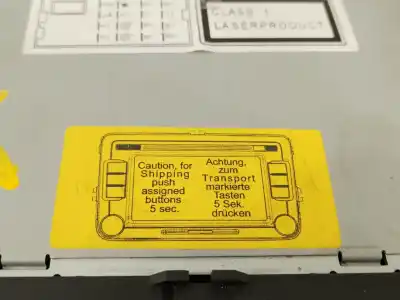 CLASS 1
LASERPRODUCT
Caution, for
Shipping
push
assigned
buttons
5 sec.
Achtung,
zum
Transport
markierte
Tasten
5 Sek.
drücken